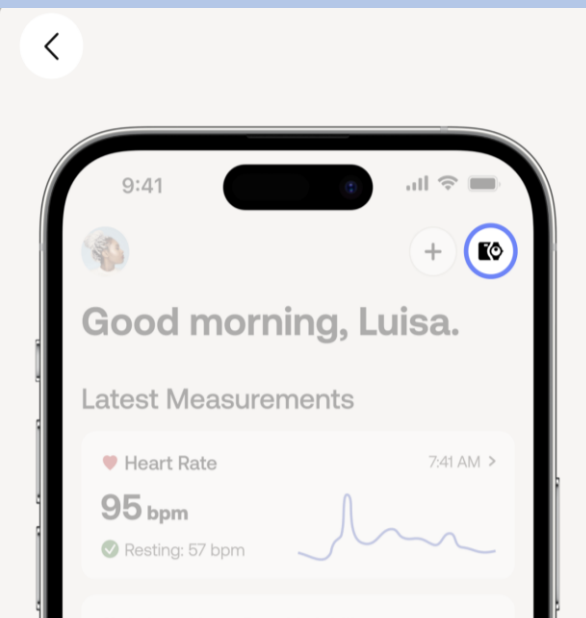 9:41
Good morning, Luisa.
Latest Measurements
Heart Rate 7:41 AM >
95 bpm
Resting: 57 bpm